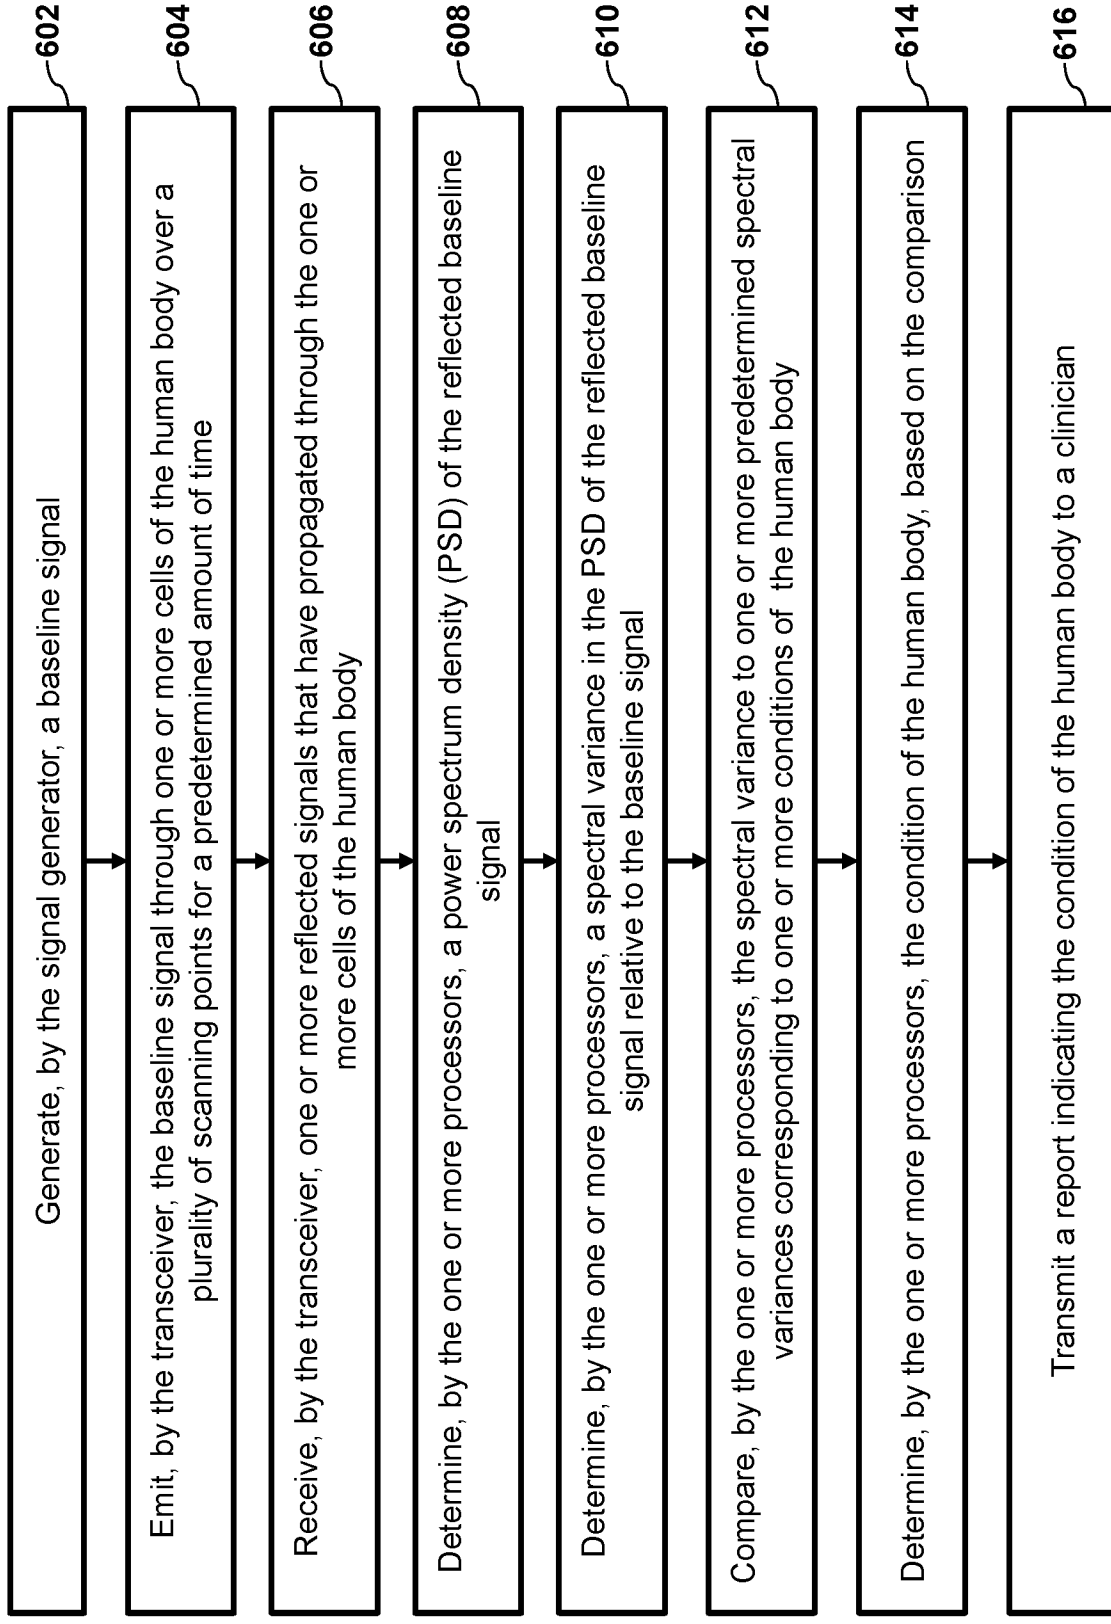 602
Generate, by the signal generator, a baseline signal
604
Emit, by the transceiver, the baseline signal through one or more cells of the human body over a
plurality of scanning points for a predetermined amount of time
606
Receive, by the transceiver, one or more reflected signals that have propagated through the one or
more cells of the human body
608
Determine, by the one or more processors, a power spectrum density (PSD) of the reflected baseline
signal
610
Determine, by the one or more processors, a spectral variance in the PSD of the reflected baseline
signal relative to the baseline signal
612
Compare, by the one or more processors, the spectral variance to one or more predetermined spectral
variances corresponding to one or more conditions of the human body
614
Determine, by the one or more processors, the condition of the human body, based on the comparison
616
Transmit a report indicating the condition of the human body to a clinician